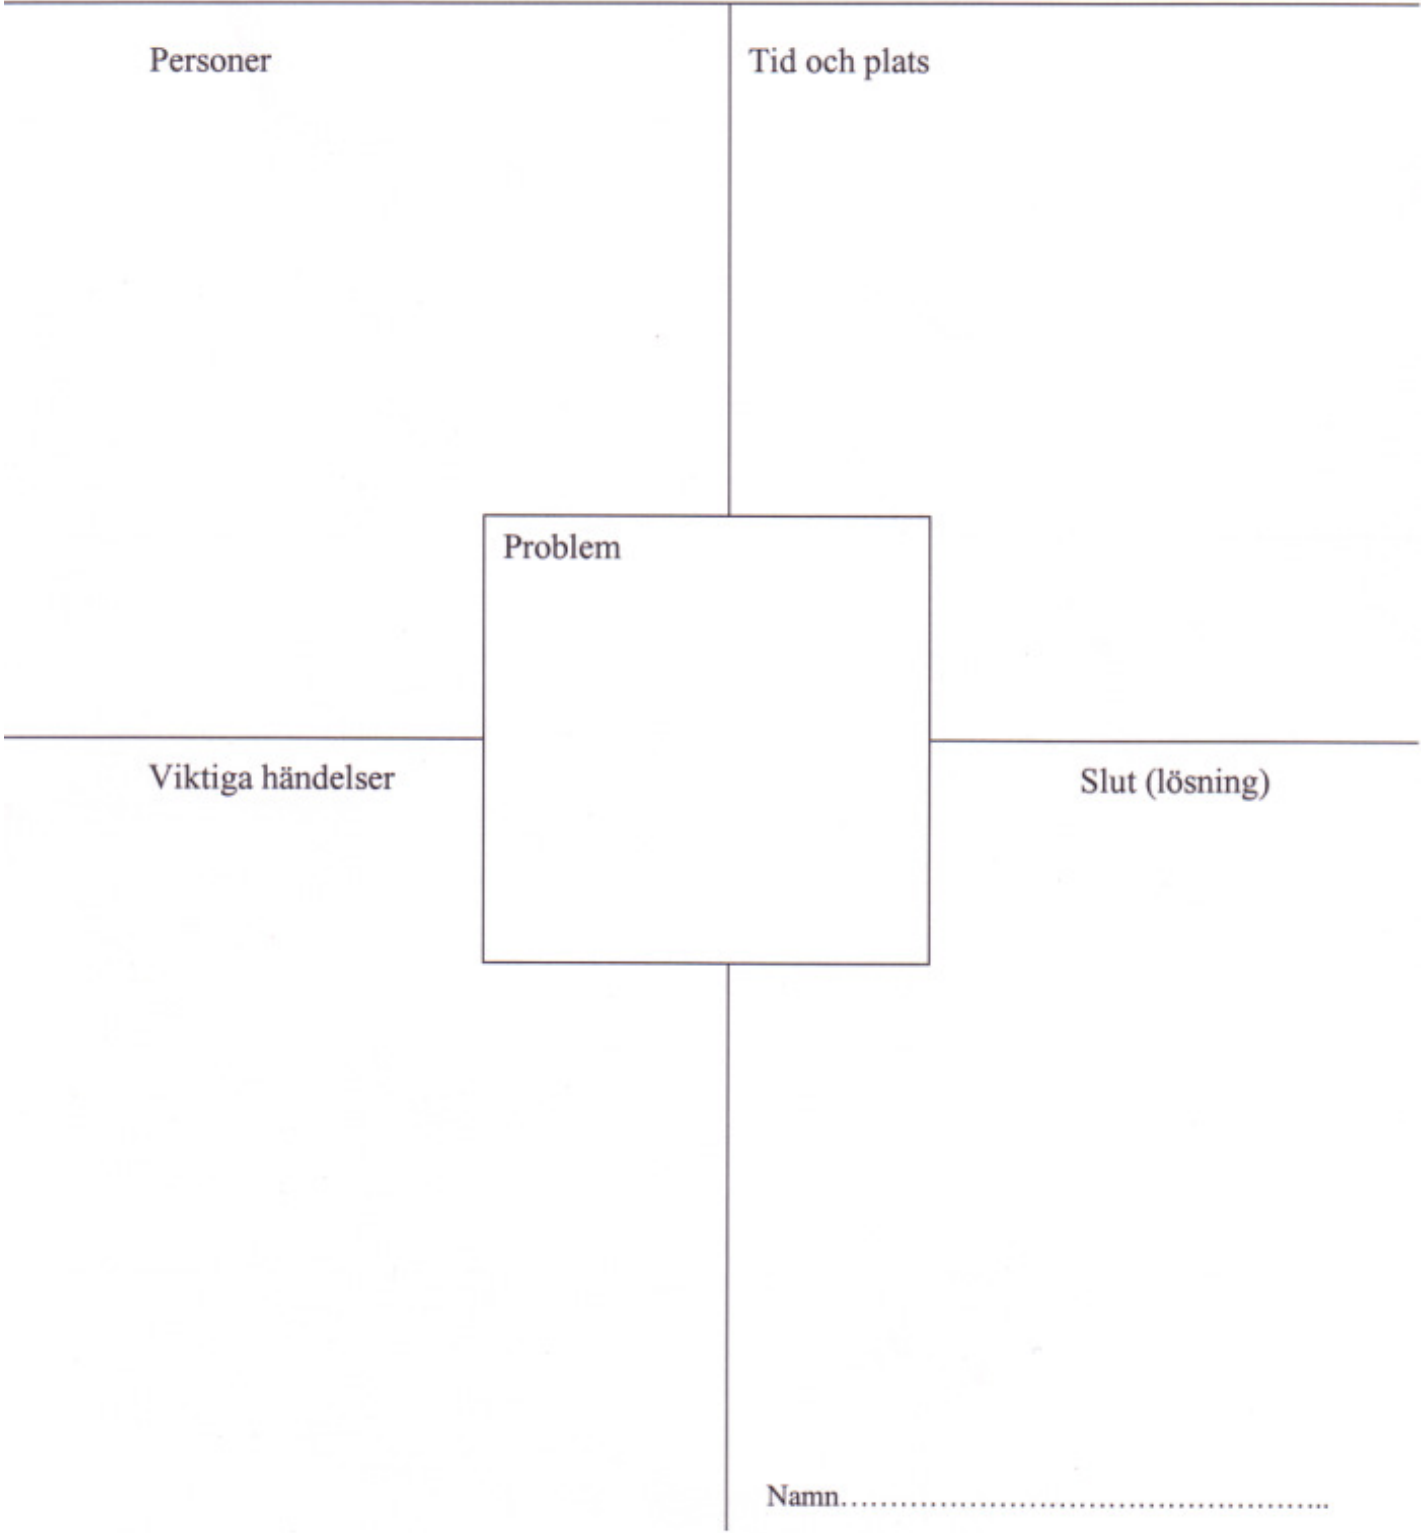 Personer
Tid och plats
Problem
Viktiga händelser
Slut (lösning)
Namn……………………………………………..